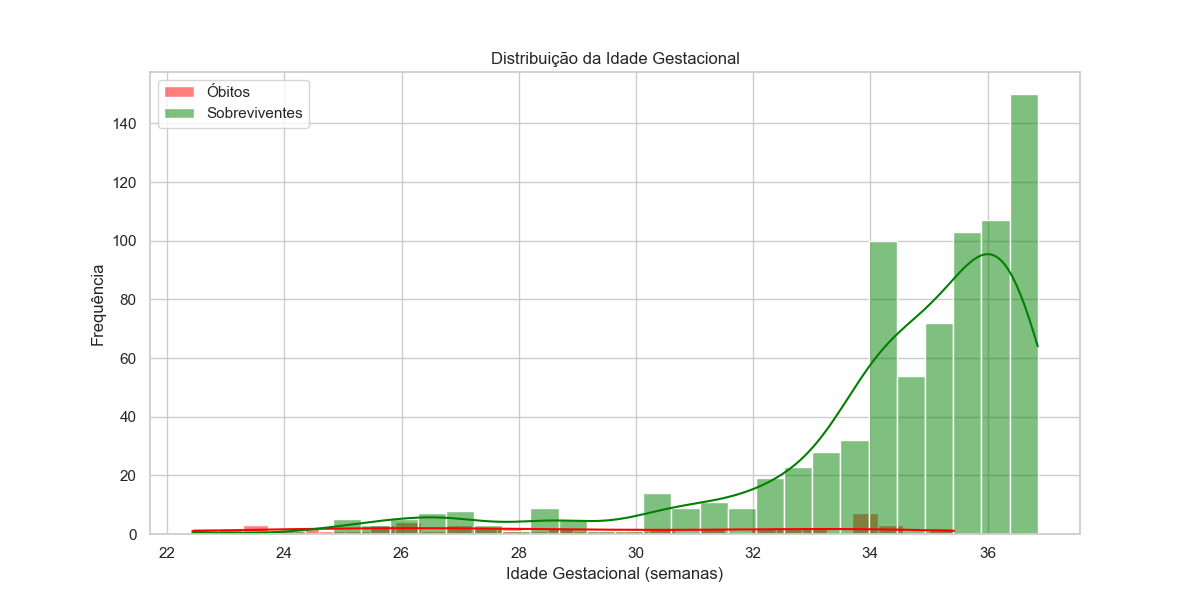 Distribuição da Idade Gestacional
Óbitos
Sobreviventes
Frequência
140
120
100
80
60
40
20
0
22 24 26 28 30 32 34 36
Idade Gestacional (semanas)